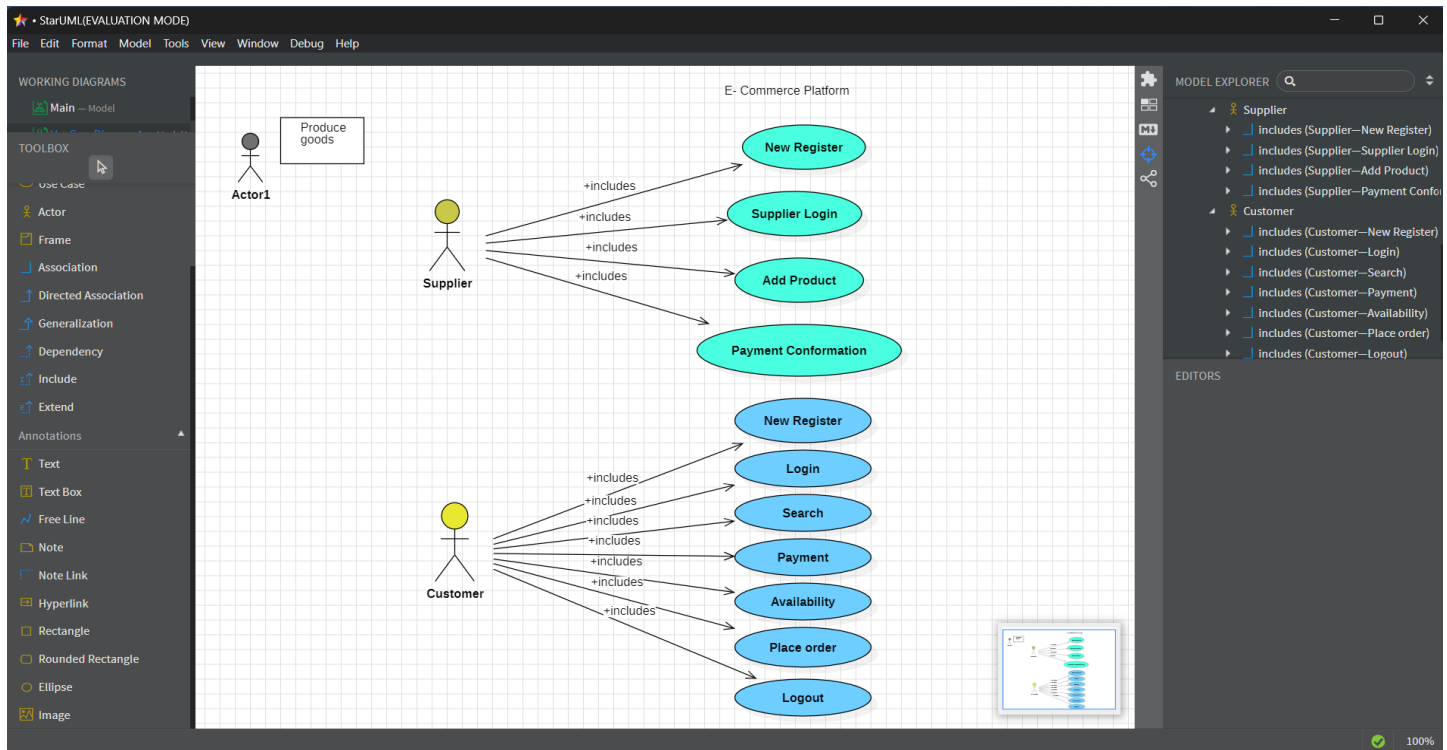 • StarUML(EVALUATION MODE)
File Edit Format Model Tools View Window Debug Help
WORKING DIAGRAMS
Main — Model
TOOLBOX
Use Case
Actor
Frame
Association
Directed Association
Generalization
Dependency
Include
Extend
Annotations
Text
Text Box
Free Line
Note
Note Link
Hyperlink
Rectangle
Rounded Rectangle
Ellipse
Image
E- Commerce Platform
Produce
goods
Actor1
Supplier
+includes
+includes
+includes
+includes
New Register
Supplier Login
Add Product
Payment Conformation
Customer
+includes
+includes
+includes
+includes
+includes
+includes
+includes
New Register
Login
Search
Payment
Availability
Place order
Logout
MODEL EXPLORER
Supplier
includes (Supplier—New Register)
includes (Supplier—Supplier Login)
includes (Supplier—Add Product)
includes (Supplier—Payment Confo
Customer
includes (Customer—New Register)
includes (Customer—Login)
includes (Customer—Search)
includes (Customer—Payment)
includes (Customer—Availability)
includes (Customer—Place order)
includes (Customer—Logout)
EDITORS
100%